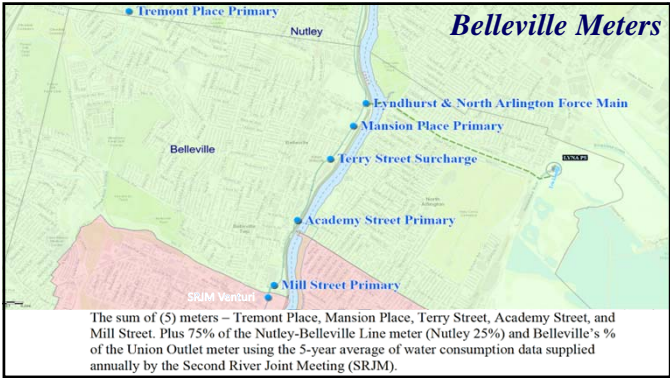 Belleville Meters
Tremont Place Primary
Nutley
Lyndhurst & North Arlington Force Main
Mansion Place Primary
Belleville
Terry Street Surcharge
LYNA PS
North Arlington
Academy Street Primary
Mill Street Primary
SRJM Venturi
The sum of (5) meters – Tremont Place, Mansion Place, Terry Street, Academy Street, and
Mill Street. Plus 75% of the Nutley-Belleville Line meter (Nutley 25%) and Belleville's %
of the Union Outlet meter using the 5-year average of water consumption data supplied
annually by the Second River Joint Meeting (SRJM).